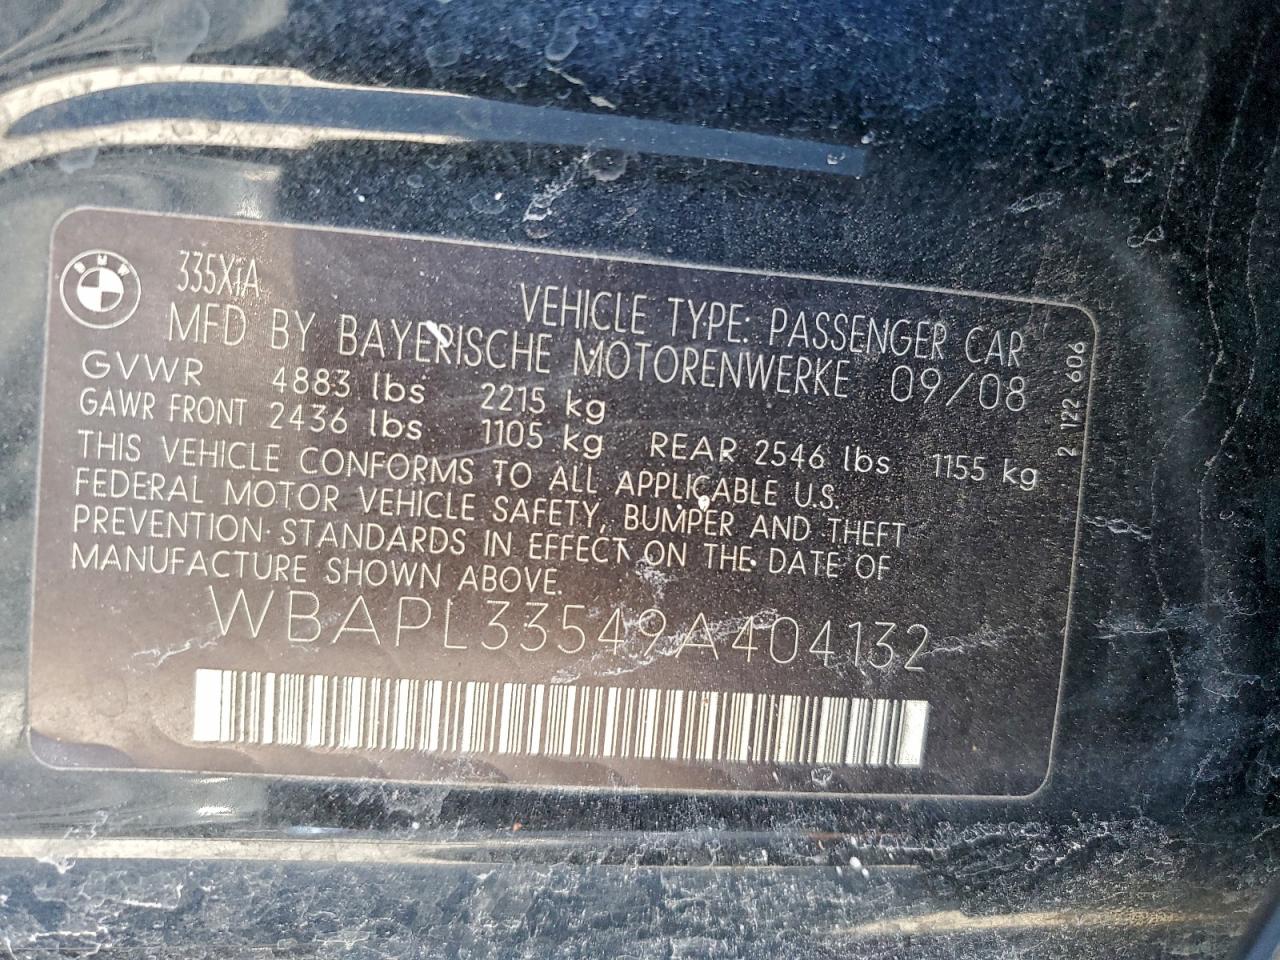 BMW
335XiA
VEHICLE TYPE: PASSENGER CAR
MFD BY BAYERISCHE MOTORENWERKE 09/08
GVWR 4883 lbs 2215 kg
GAWR FRONT 2436 lbs 1105 kg REAR 2546 lbs 1155 kg
THIS VEHICLE CONFORMS TO ALL APPLICABLE U.S.
FEDERAL MOTOR VEHICLE SAFETY, BUMPER AND THEFT
PREVENTION STANDARDS IN EFFECT ON THE DATE OF
MANUFACTURE SHOWN ABOVE.
WBAPL33549A404132
2 122 606